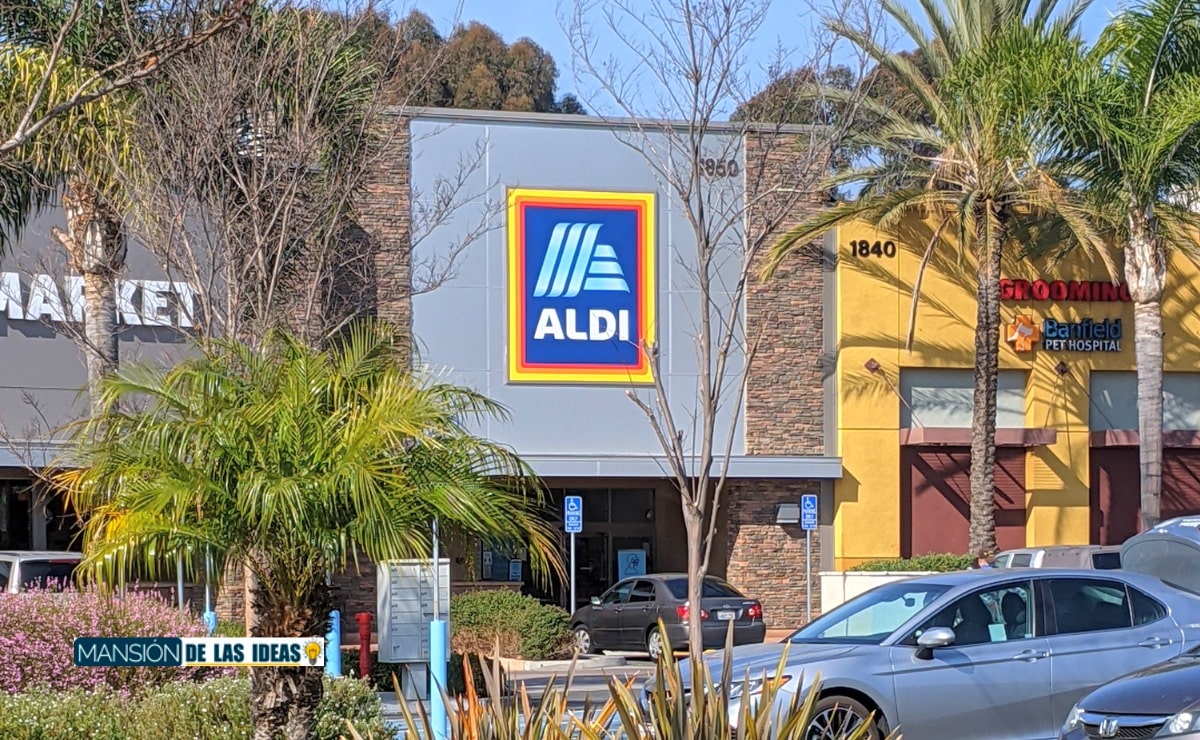 1850
MARKET
ALDI
1840
GROOMING
Banfield
PET HOSPITAL
MANSIÓN DE LAS IDEAS